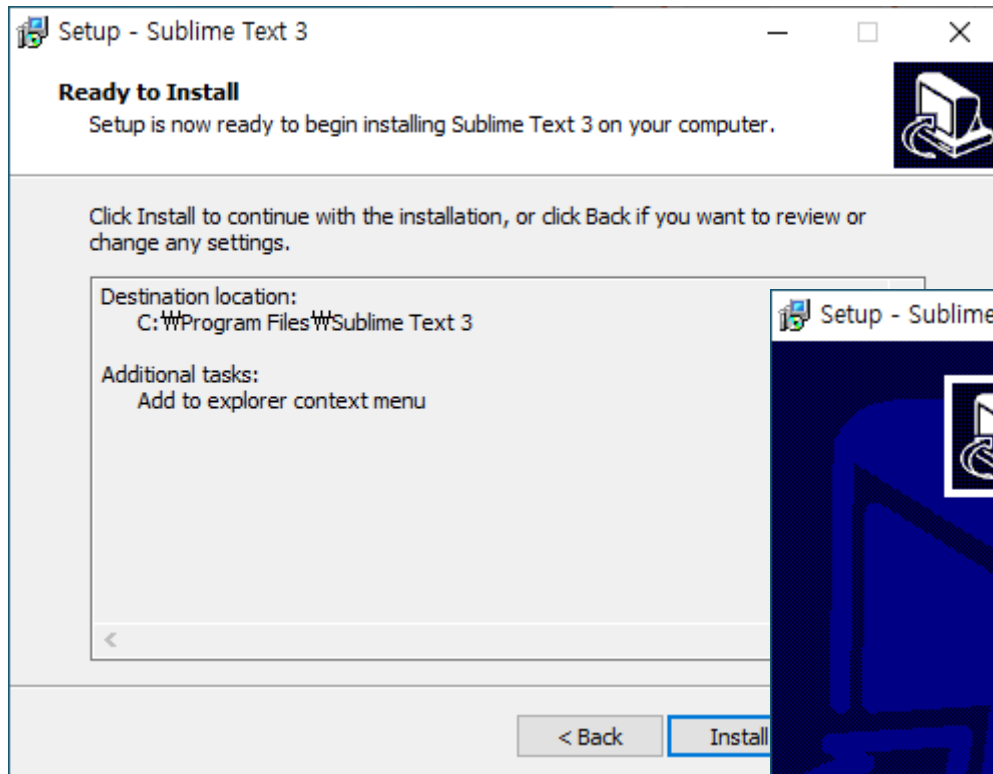 Setup - Sublime Text 3
Ready to Install
Setup is now ready to begin installing Sublime Text 3 on your computer.
Click Install to continue with the installation, or click Back if you want to review or
change any settings.
Destination location:
C:₩Program Files₩Sublime Text 3
Additional tasks:
Add to explorer context menu
< Back
Install
Setup - Sublime